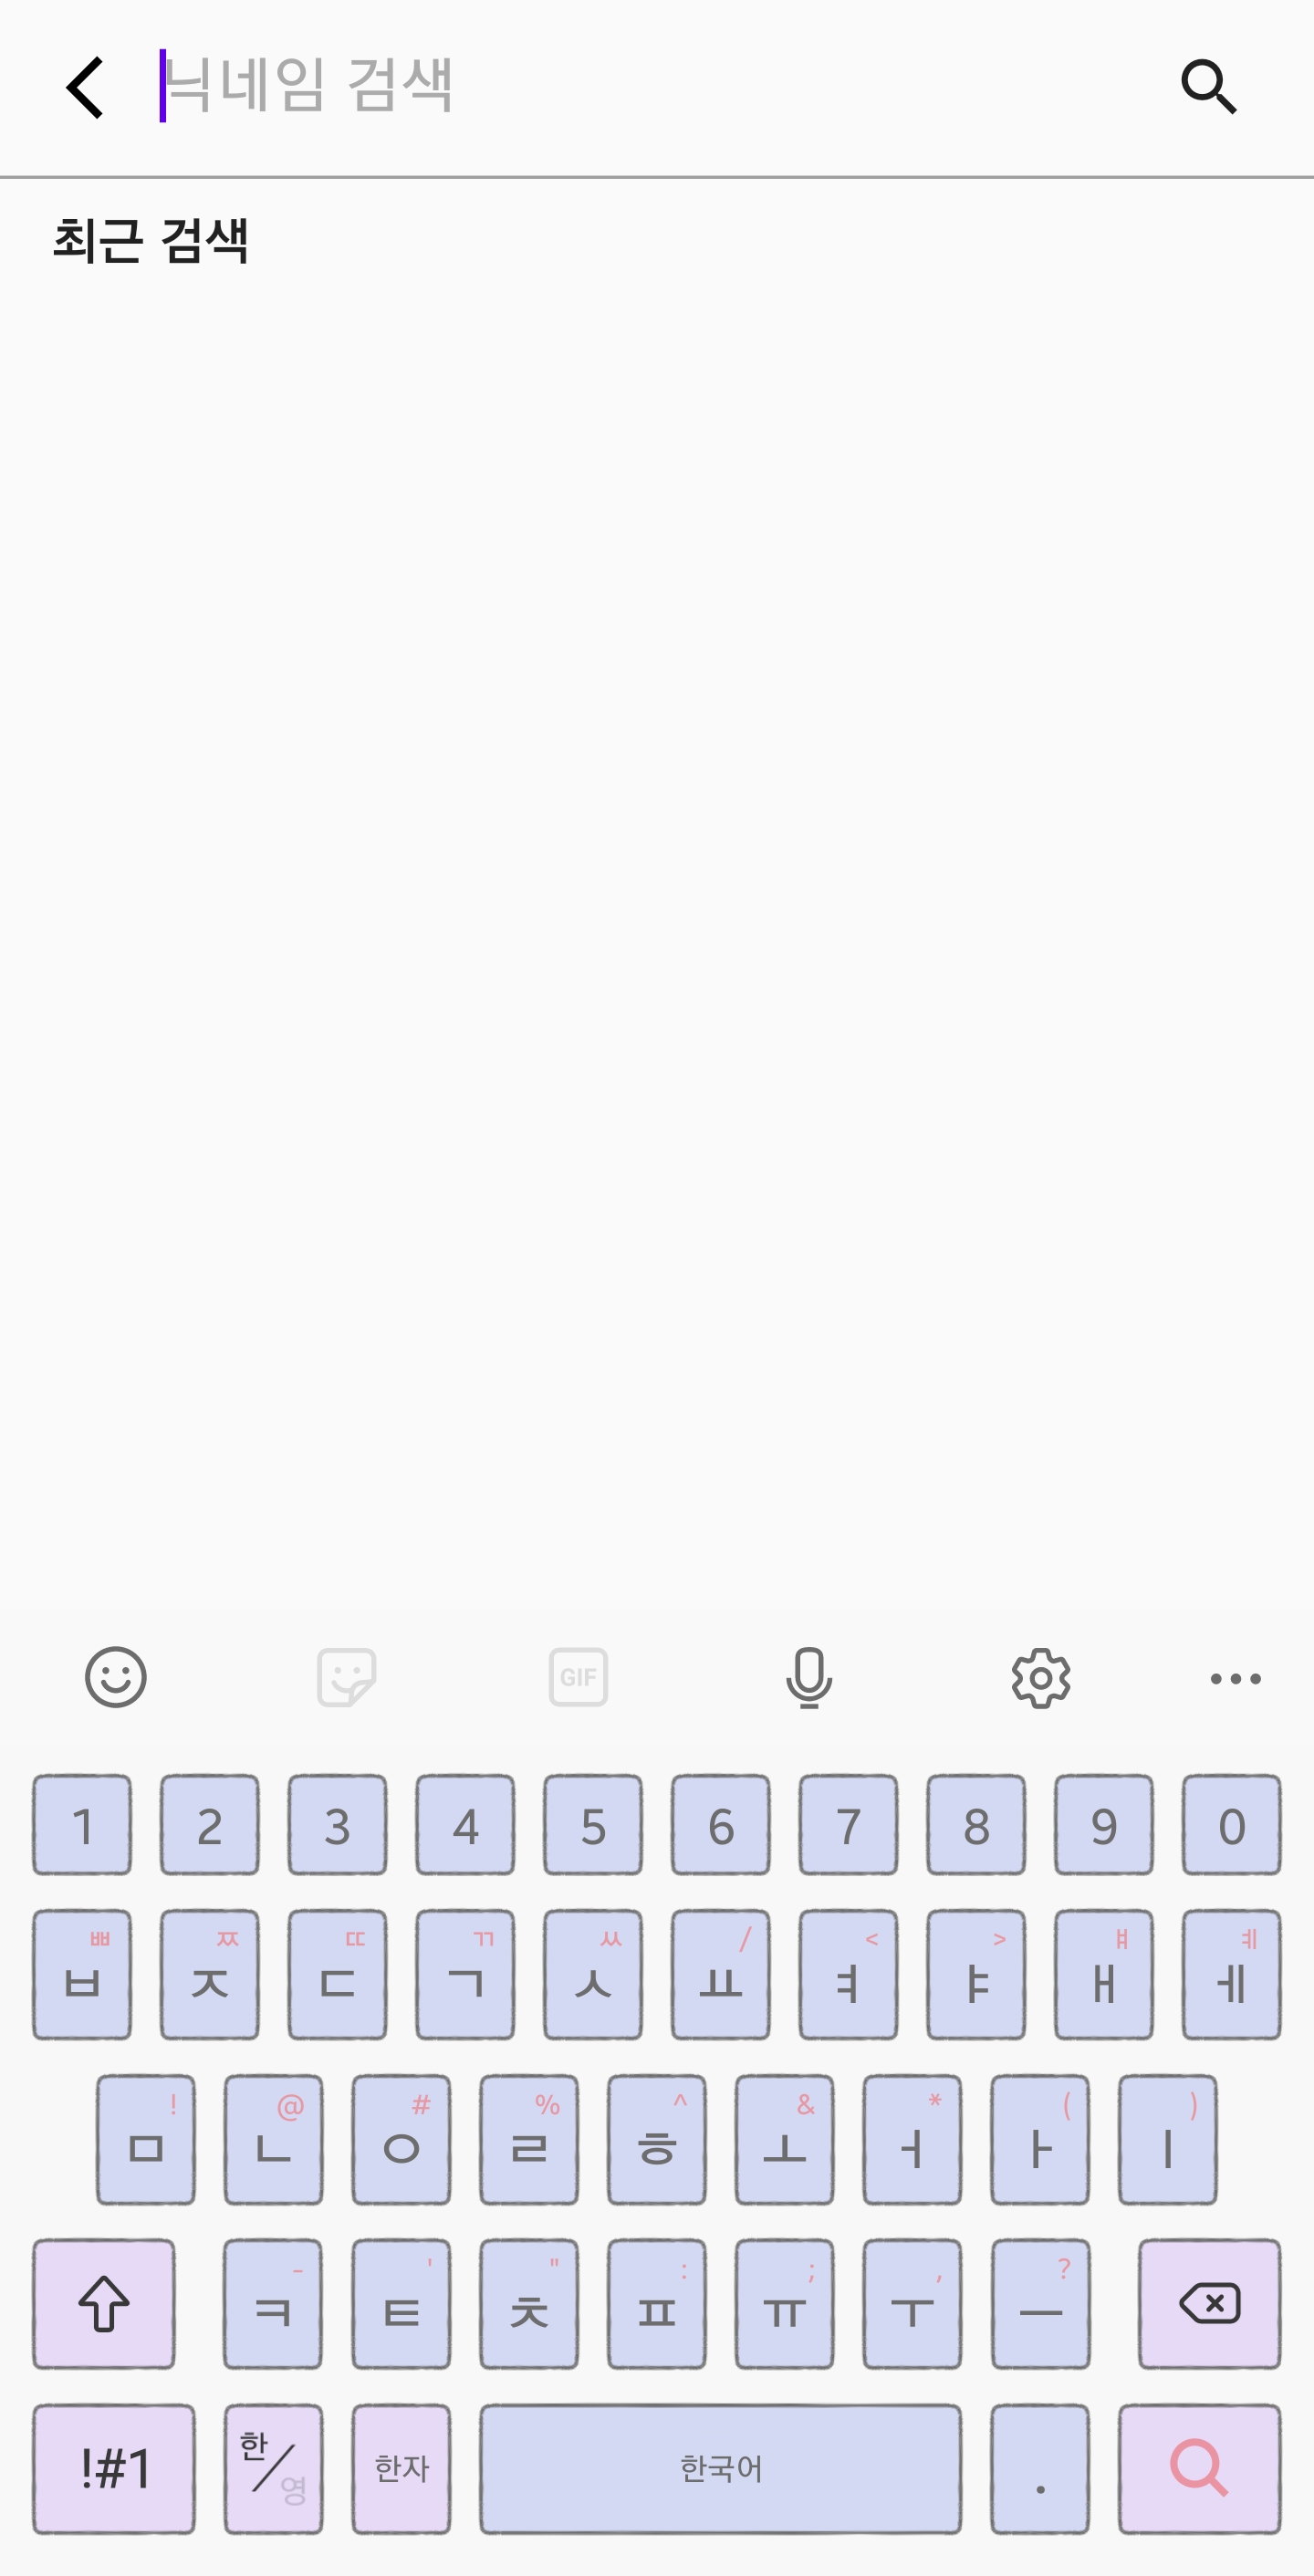 닉네임 검색
최근 검색
GIF
1 2 3 4 5 6 7 8 9 0
ㅃ ㅉ ㄸ ㄲ ㅆ / < > ㅒ ㅖ
ㅂ ㅈ ㄷ ㄱ ㅅ ㅛ ㅕ ㅑ ㅐ ㅔ
! @ # % ^ & * ( )
ㅁ ㄴ ㅇ ㄹ ㅎ ㅗ ㅓ ㅏ ㅣ
- ' " : ; , ?
ㅋ ㅌ ㅊ ㅍ ㅠ ㅜ ㅡ
!#1 한/영 한자 한국어 .